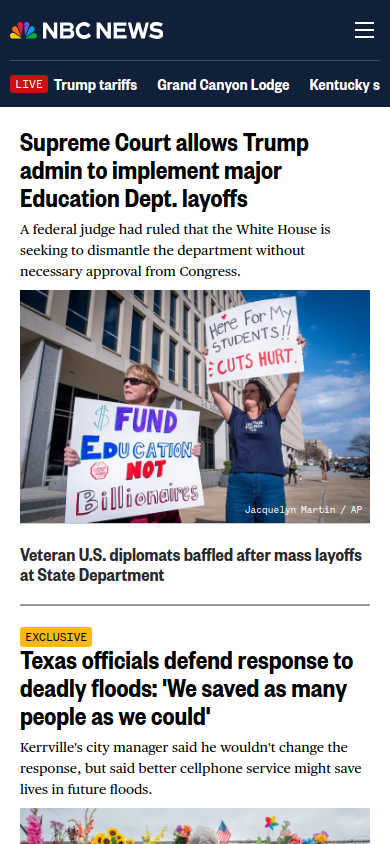 NBC NEWS
LIVE Trump tariffs Grand Canyon Lodge Kentucky s
Supreme Court allows Trump
admin to implement major
Education Dept. layoffs
A federal judge had ruled that the White House is
seeking to dismantle the department without
necessary approval from Congress.
Here For My
STUDENTS!!
CUTS HURT.
$ FUND
EDUCATION
NOT
Billionaires
Jacquelyn Martin / AP
Veteran U.S. diplomats baffled after mass layoffs
at State Department
EXCLUSIVE
Texas officials defend response to
deadly floods: 'We saved as many
people as we could'
Kerrville's city manager said he wouldn't change the
response, but said better cellphone service might save
lives in future floods.